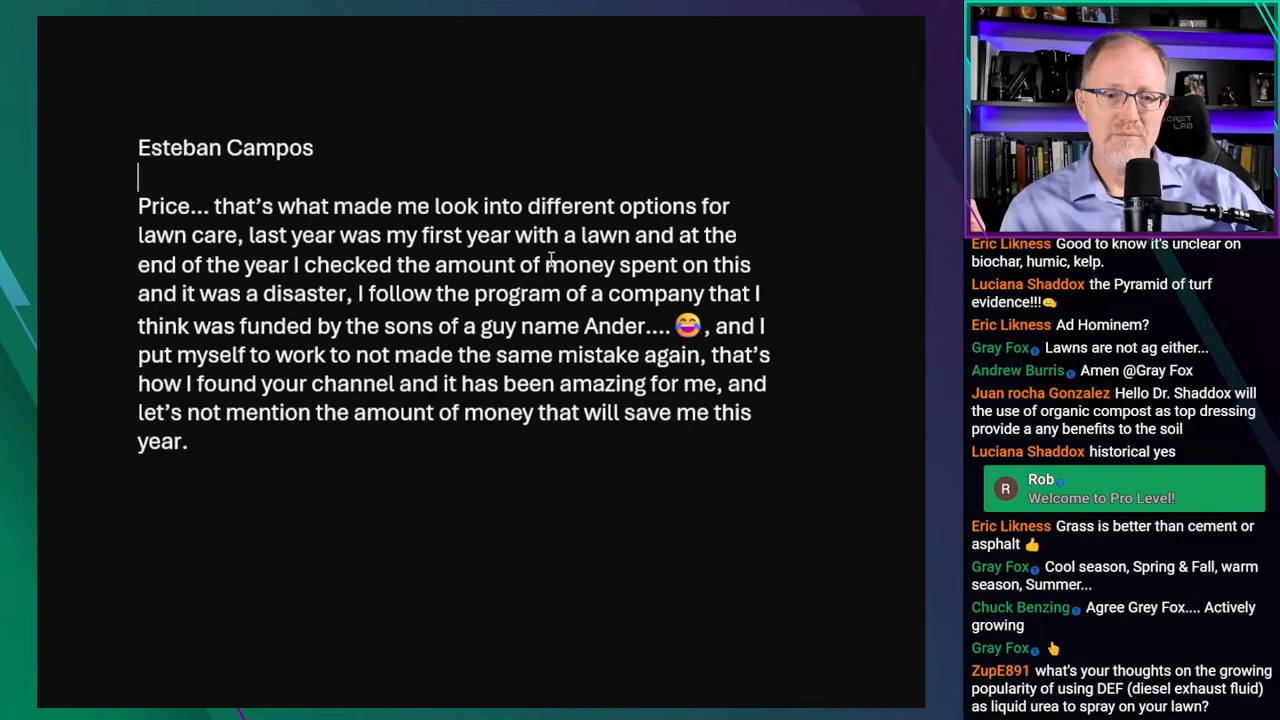 Esteban Campos
Price... that's what made me look into different options for
lawn care, last year was my first year with a lawn and at the
end of the year I checked the amount of money spent on this
and it was a disaster, I follow the program of a company that I
think was funded by the sons of a guy name Ander.... 😂 , and I
put myself to work to not made the same mistake again, that's
how I found your channel and it has been amazing for me, and
let's not mention the amount of money that will save me this
year.
SECRET
LAB
Eric Likness Good to know it's unclear on
biochar, humic, kelp.
Luciana Shaddox the Pyramid of turf
evidence!!!
Eric Likness Ad Hominem?
Gray Fox Lawns are not ag either...
Andrew Burris Amen @Gray Fox
Juan rocha Gonzalez Hello Dr. Shaddox will
the use of organic compost as top dressing
provide a any benefits to the soil
Luciana Shaddox historical yes
R
Rob
Welcome to Pro Level!
Eric Likness Grass is better than cement or
asphalt 👍
Gray Fox Cool season, Spring & Fall, warm
season, Summer...
Chuck Benzing Agree Grey Fox.... Actively
growing
Gray Fox 👆
ZupE891 what's your thoughts on the growing
popularity of using DEF (diesel exhaust fluid)
as liquid urea to spray on your lawn?